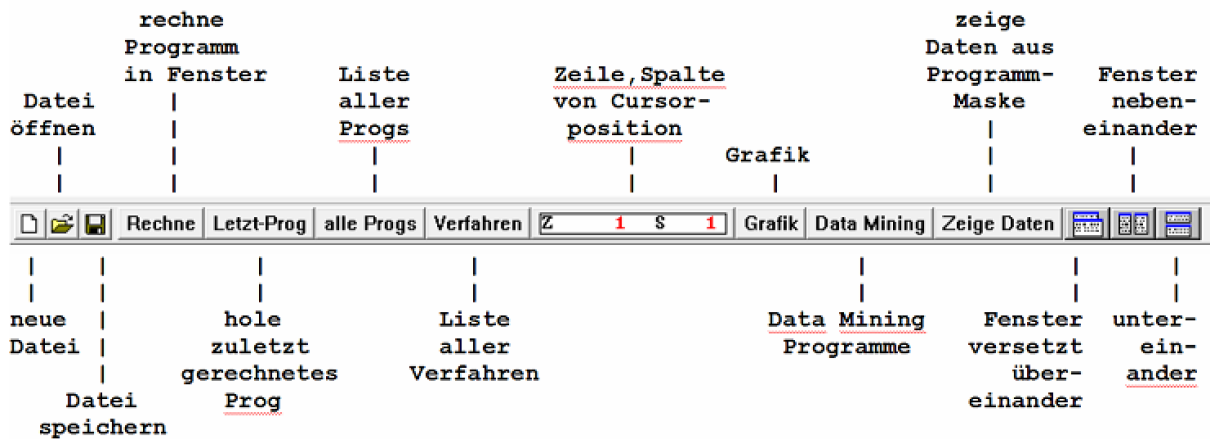 rechne
Programm
in Fenster
Datei
öffnen
Liste
aller
Progs
Zeile,Spalte
von Cursor-
position
Grafik
zeige
Daten aus
Programm-
Maske
Fenster
neben-
einander
Rechne Letzt-Prog alle Progs Verfahren Z 1 S 1 Grafik Data Mining Zeige Daten
neue
Datei
Datei
speichern
hole
zuletzt
gerechnetes
Prog
Liste
aller
Verfahren
Data Mining
Programme
Fenster
versetzt
über-
einander
unter-
ein-
ander